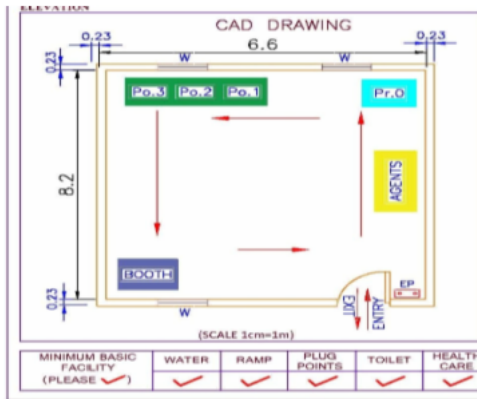 ELEVATION
CAD DRAWING
0.23 6.6 0.23
0.23 W W
Po.3 Po.2 Po.1 Pr.O
8.2
AGENTS
BOOTH
EP
0.23
W EXIT ENTRY
(SCALE 1cm=1m)
MINIMUM BASIC FACILITY (PLEASE ✓) WATER RAMP PLUG POINTS TOILET HEALTH CARE
✓ ✓ ✓ ✓ ✓